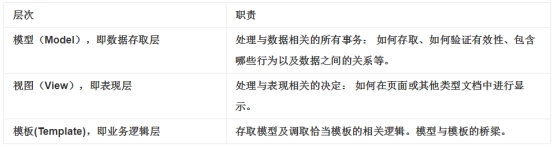 层次 职责
模型（Model），即数据存取层 处理与数据相关的所有事务： 如何存取、如何验证有效性、包含
哪些行为以及数据之间的关系等。
视图（View），即表现层 处理与表现相关的决定： 如何在页面或其他类型文档中进行显
示。
模板(Template)，即业务逻辑层 存取模型及调取恰当模板的相关逻辑。模型与模板的桥梁。